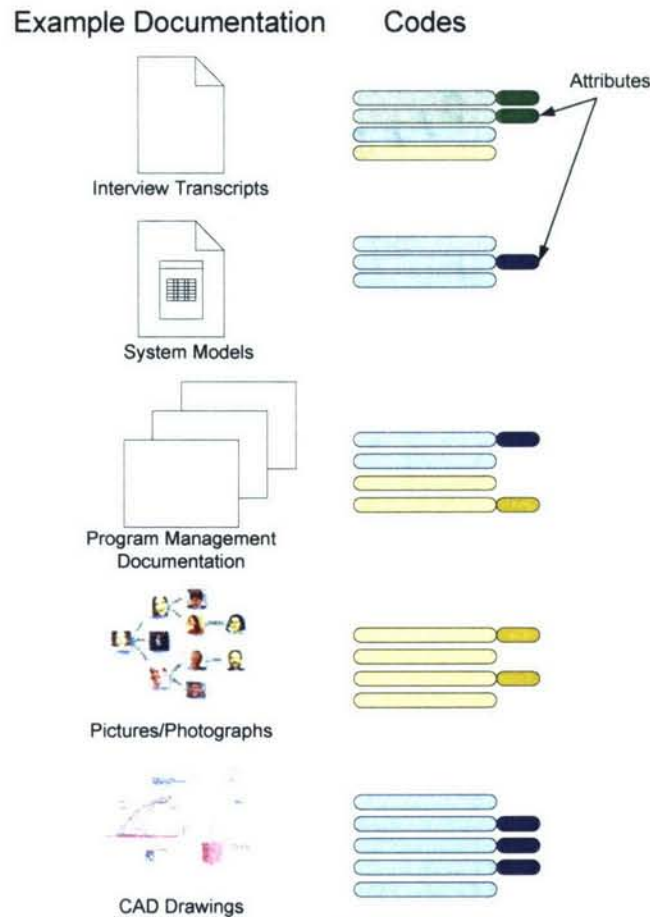 Example Documentation
Codes
Attributes
Interview Transcripts
System Models
Program Management
Documentation
Pictures/Photographs
CAD Drawings